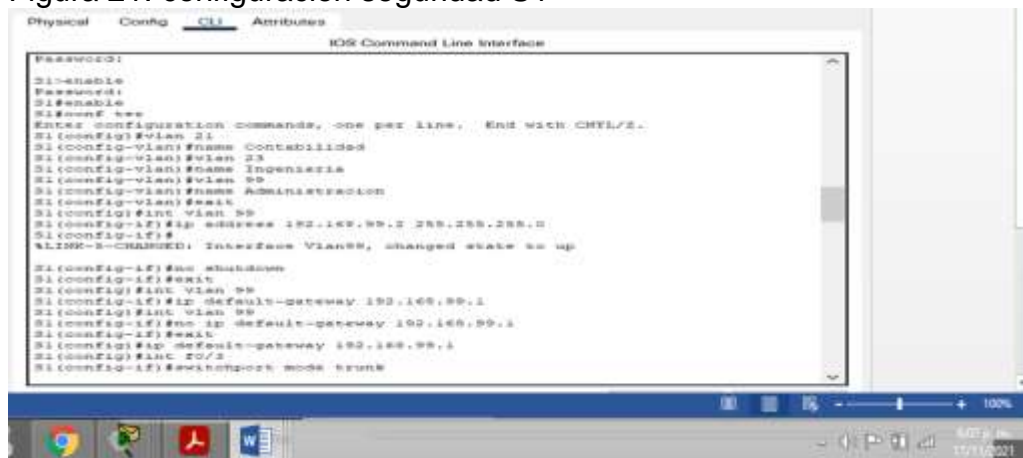 Physical Config CLI Attributes
IOS Command Line Interface
Password:
S1>enable
Password:
S1#enable
S1#conf ter
Enter configuration commands, one per line. End with CNTL/Z.
S1(config)#vlan 21
S1(config-vlan)#name Contabilidad
S1(config-vlan)#vlan 23
S1(config-vlan)#name Ingenieria
S1(config-vlan)#vlan 99
S1(config-vlan)#name Administracion
S1(config-vlan)#exit
S1(config)#int vlan 99
S1(config-if)#ip address 192.168.99.2 255.255.255.0
S1(config-if)#
%LINK-5-CHANGED: Interface Vlan99, changed state to up
S1(config-if)#no shutdown
S1(config-if)#exit
S1(config)#int vlan 99
S1(config-if)#ip default-gateway 192.168.99.1
S1(config)#int vlan 99
S1(config-if)#no ip default-gateway 192.168.99.1
S1(config-if)#exit
S1(config)#ip default-gateway 192.168.99.1
S1(config)#int f0/3
S1(config-if)#switchport mode trunk
100%